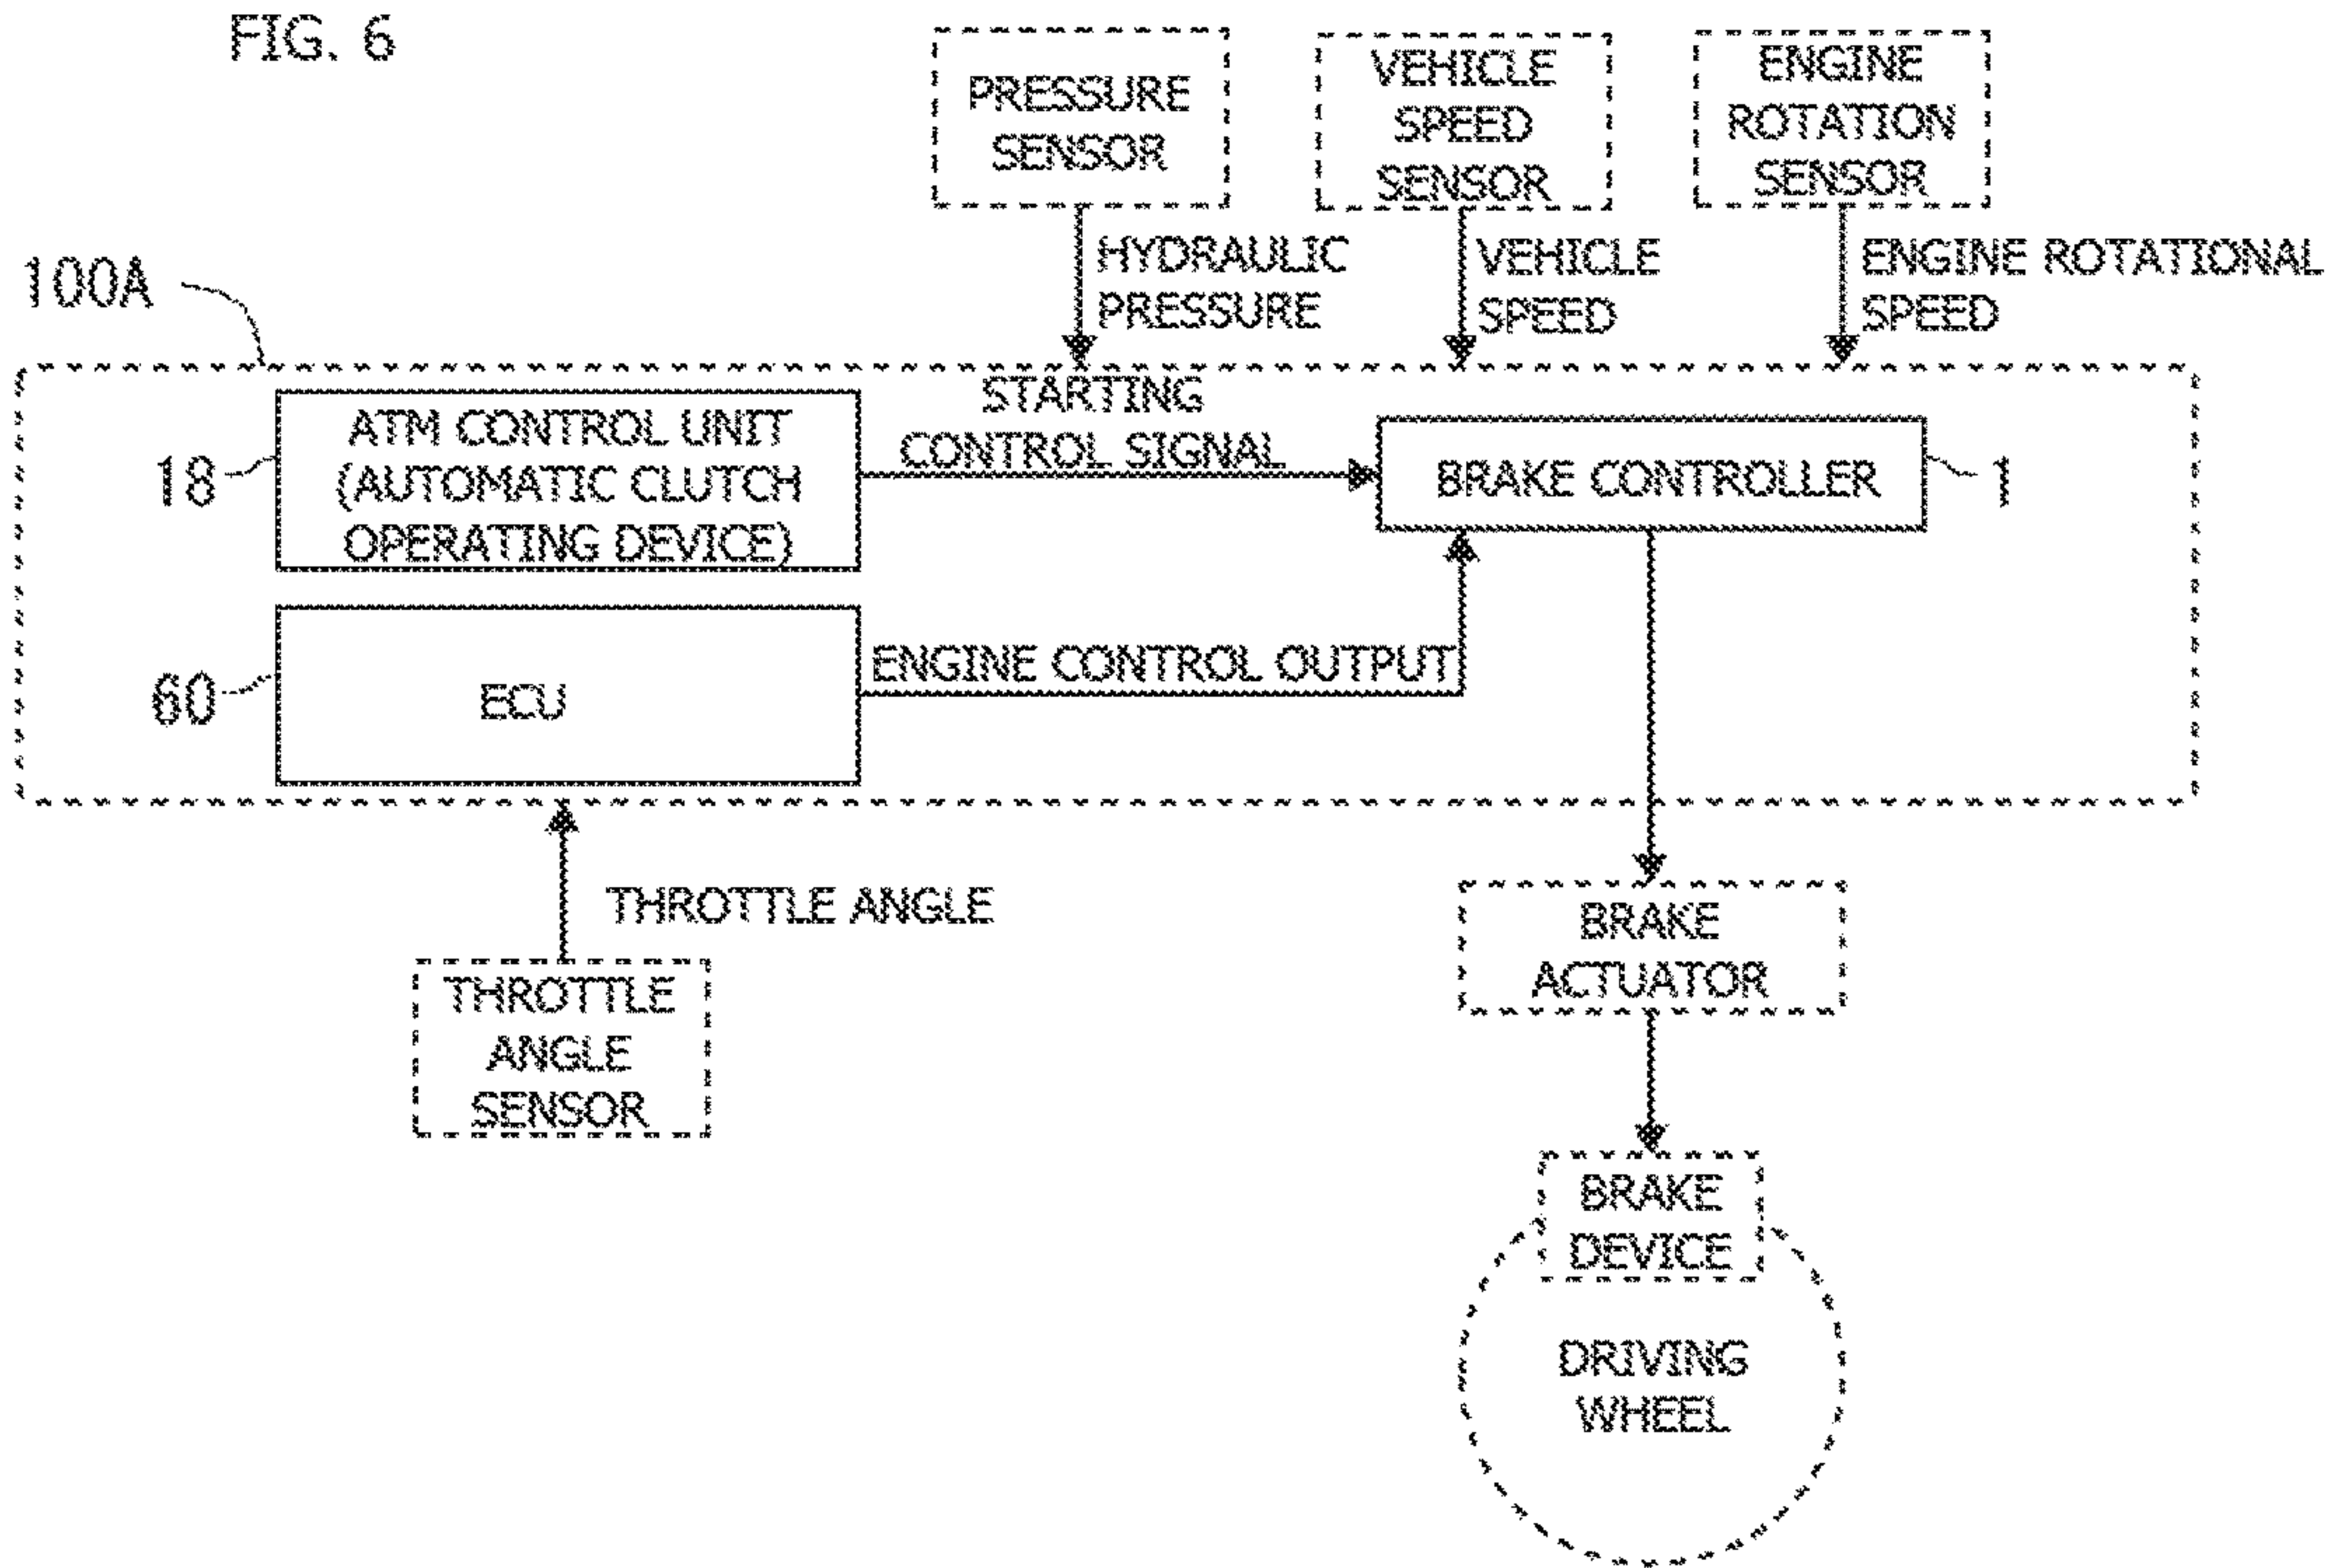 FIG. 6
PRESSURE
SENSOR
VEHICLE
SPEED
SENSOR
ENGINE
ROTATION
SENSOR
HYDRAULIC
PRESSURE
VEHICLE
SPEED
ENGINE ROTATIONAL
SPEED
100A
ATM CONTROL UNIT
(AUTOMATIC CLUTCH
OPERATING DEVICE)
18
STARTING
CONTROL SIGNAL
BRAKE CONTROLLER
1
60
ECU
ENGINE CONTROL OUTPUT
THROTTLE ANGLE
THROTTLE
ANGLE
SENSOR
BRAKE
ACTUATOR
BRAKE
DEVICE
DRIVING
WHEEL